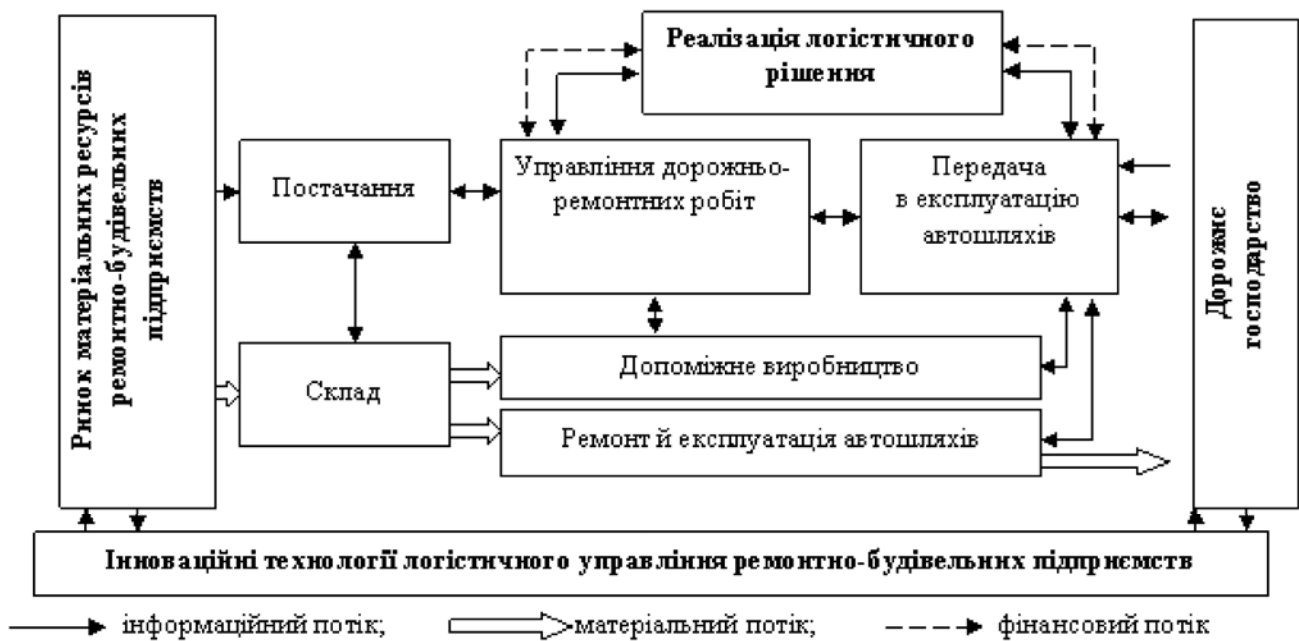 Ринок матеріальних ресурсів
ремонтно-будівельних
підприємств
Реалізація логістичного
рішення
Постачання
Управління дорожньо-
ремонтних робіт
Передача
в експлуатацію
автошляхів
Дорожнє
господарство
Склад
Допоміжне виробництво
Ремонт й експлуатація автошляхів
Інноваційні технології логістичного управління ремонтно-будівельних підприємств
інформаційний потік;
матеріальний потік;
фінансовий потік